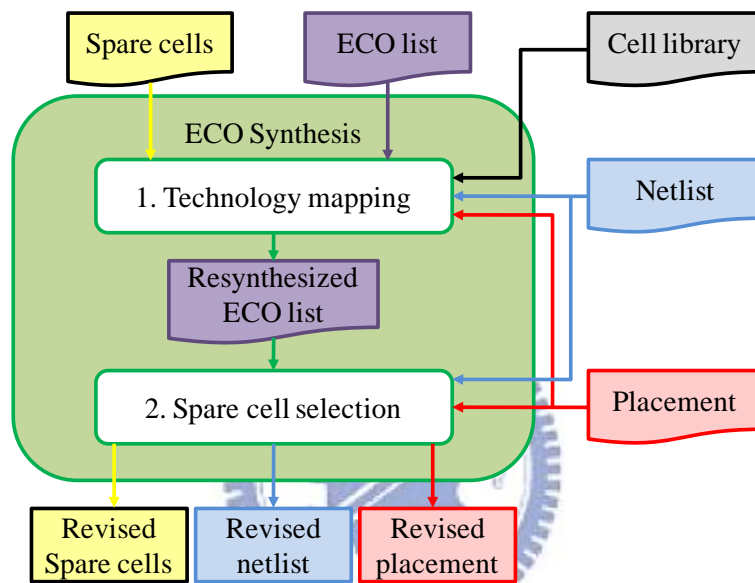 Spare cells
ECO list
Cell library
ECO Synthesis
1. Technology mapping
Netlist
Resynthesized
ECO list
2. Spare cell selection
Placement
Revised
Spare cells
Revised
netlist
Revised
placement